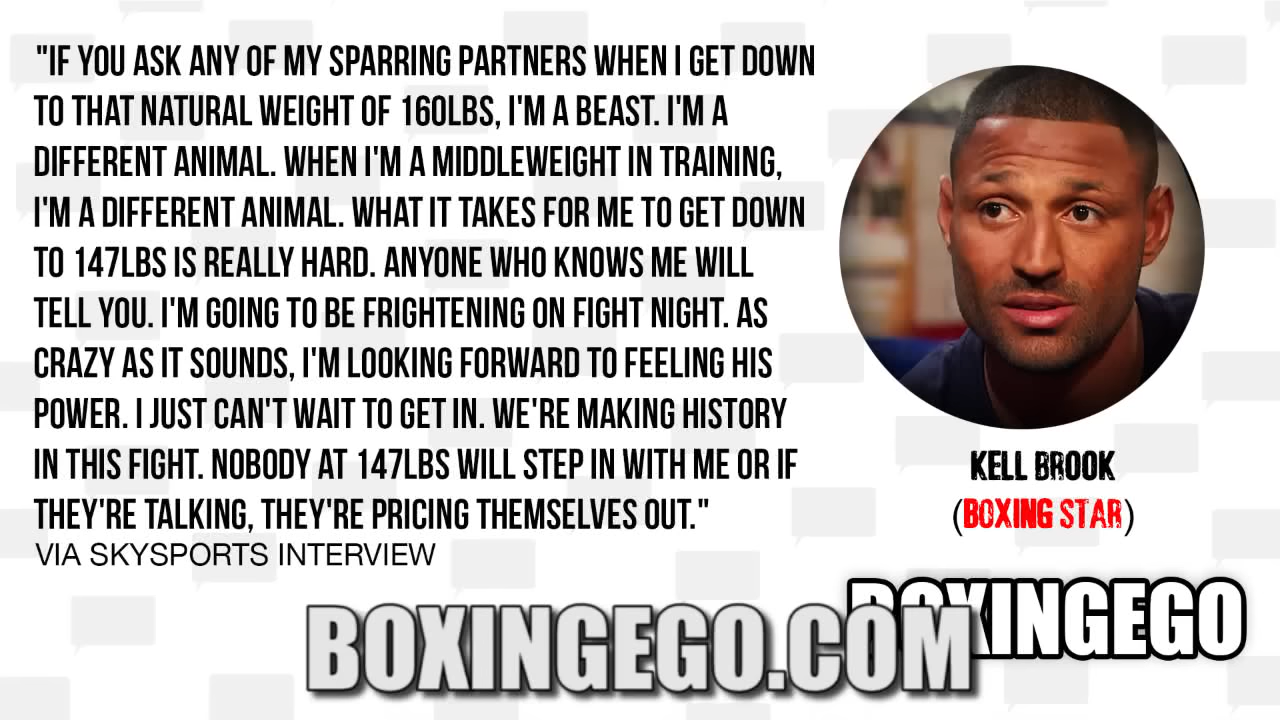 "IF YOU ASK ANY OF MY SPARRING PARTNERS WHEN I GET DOWN
TO THAT NATURAL WEIGHT OF 160LBS, I'M A BEAST. I'M A
DIFFERENT ANIMAL. WHEN I'M A MIDDLEWEIGHT IN TRAINING,
I'M A DIFFERENT ANIMAL. WHAT IT TAKES FOR ME TO GET DOWN
TO 147LBS IS REALLY HARD. ANYONE WHO KNOWS ME WILL
TELL YOU. I'M GOING TO BE FRIGHTENING ON FIGHT NIGHT. AS
CRAZY AS IT SOUNDS, I'M LOOKING FORWARD TO FEELING HIS
POWER. I JUST CAN'T WAIT TO GET IN. WE'RE MAKING HISTORY
IN THIS FIGHT. NOBODY AT 147LBS WILL STEP IN WITH ME OR IF
THEY'RE TALKING, THEY'RE PRICING THEMSELVES OUT."
VIA SKYSPORTS INTERVIEW
KELL BROOK
(BOXING STAR)
BOXINGEGO
BOXINGEGO.COM